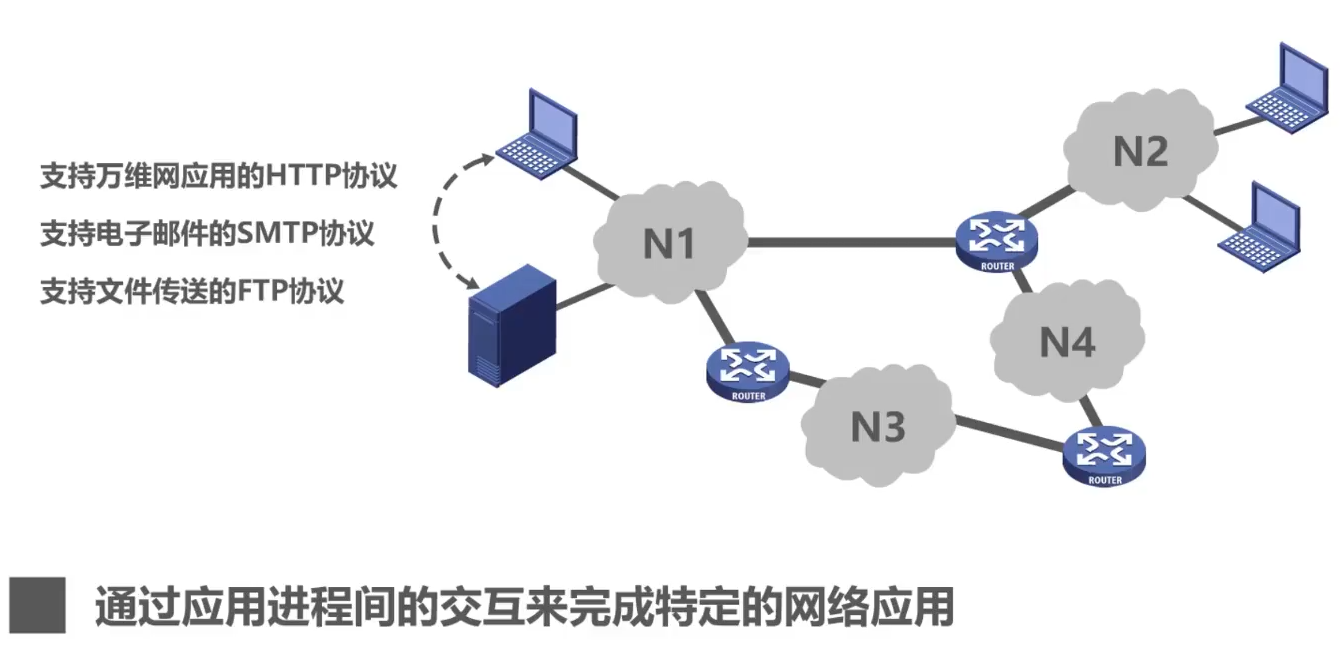 支持万维网应用的HTTP协议
支持电子邮件的SMTP协议
支持文件传送的FTP协议
N1
N2
ROUTER
N4
ROUTER
N3
ROUTER
通过应用进程间的交互来完成特定的网络应用